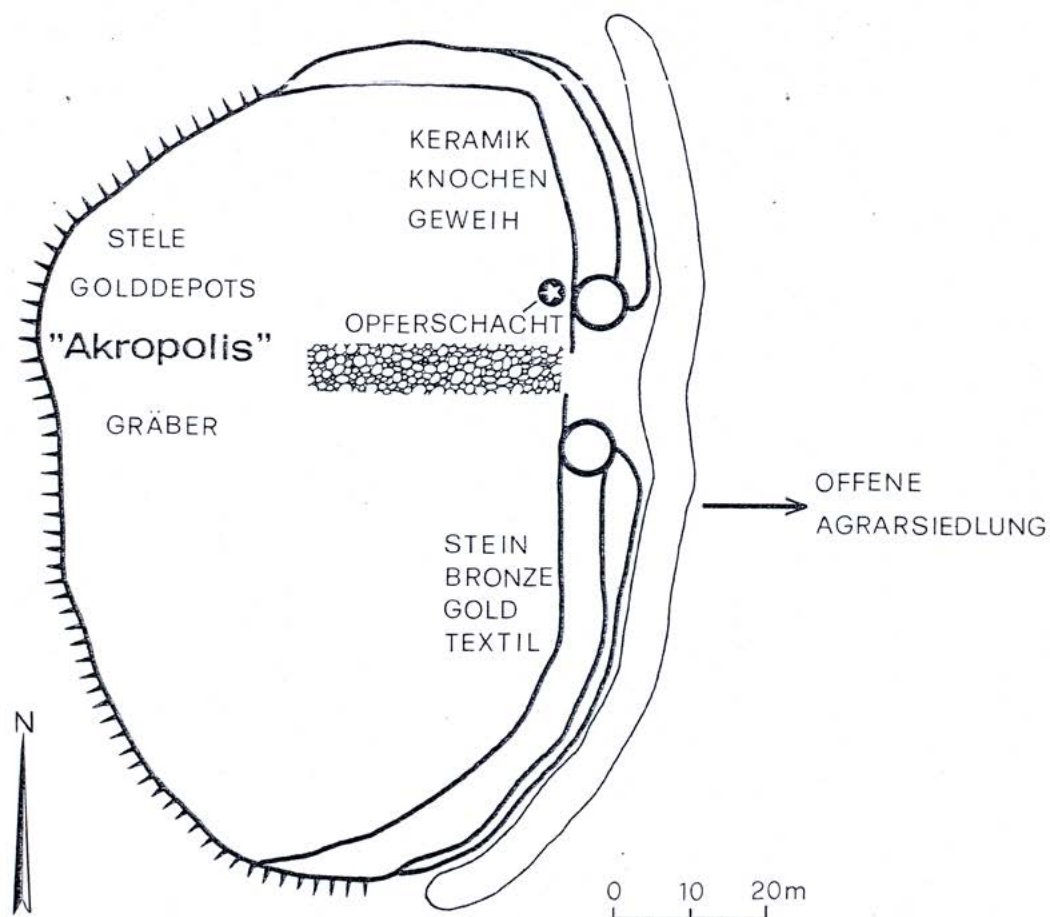 KERAMIK
KNOCHEN
GEWEIH
STELE
GOLDDEPOTS
"Akropolis"
OPFERSCHACHT
GRÄBER
OFFENE
AGRARSIEDLUNG
STEIN
BRONZE
GOLD
TEXTIL
N
0 10 20m